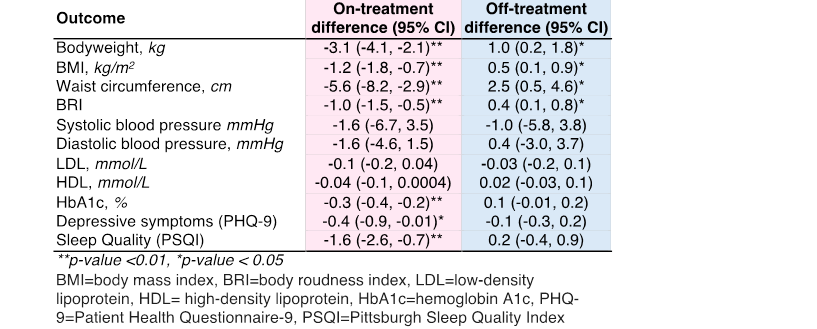 Outcome On-treatment difference (95% CI) Off-treatment difference (95% CI)
Bodyweight, kg -3.1 (-4.1, -2.1)** 1.0 (0.2, 1.8)*
BMI, kg/m² -1.2 (-1.8, -0.7)** 0.5 (0.1, 0.9)*
Waist circumference, cm -5.6 (-8.2, -2.9)** 2.5 (0.5, 4.6)*
BRI -1.0 (-1.5, -0.5)** 0.4 (0.1, 0.8)*
Systolic blood pressure mmHg -1.6 (-6.7, 3.5) -1.0 (-5.8, 3.8)
Diastolic blood pressure, mmHg -1.6 (-4.6, 1.5) 0.4 (-3.0, 3.7)
LDL, mmol/L -0.1 (-0.2, 0.04) -0.03 (-0.2, 0.1)
HDL, mmol/L -0.04 (-0.1, 0.0004) 0.02 (-0.03, 0.1)
HbA1c, % -0.3 (-0.4, -0.2)** 0.1 (-0.01, 0.2)
Depressive symptoms (PHQ-9) -0.4 (-0.9, -0.01)* -0.1 (-0.3, 0.2)
Sleep Quality (PSQI) -1.6 (-2.6, -0.7)** 0.2 (-0.4, 0.9)
**p-value <0.01, *p-value < 0.05
BMI=body mass index, BRI=body roudness index, LDL=low-density
lipoprotein, HDL= high-density lipoprotein, HbA1c=hemoglobin A1c, PHQ-
9=Patient Health Questionnaire-9, PSQI=Pittsburgh Sleep Quality Index